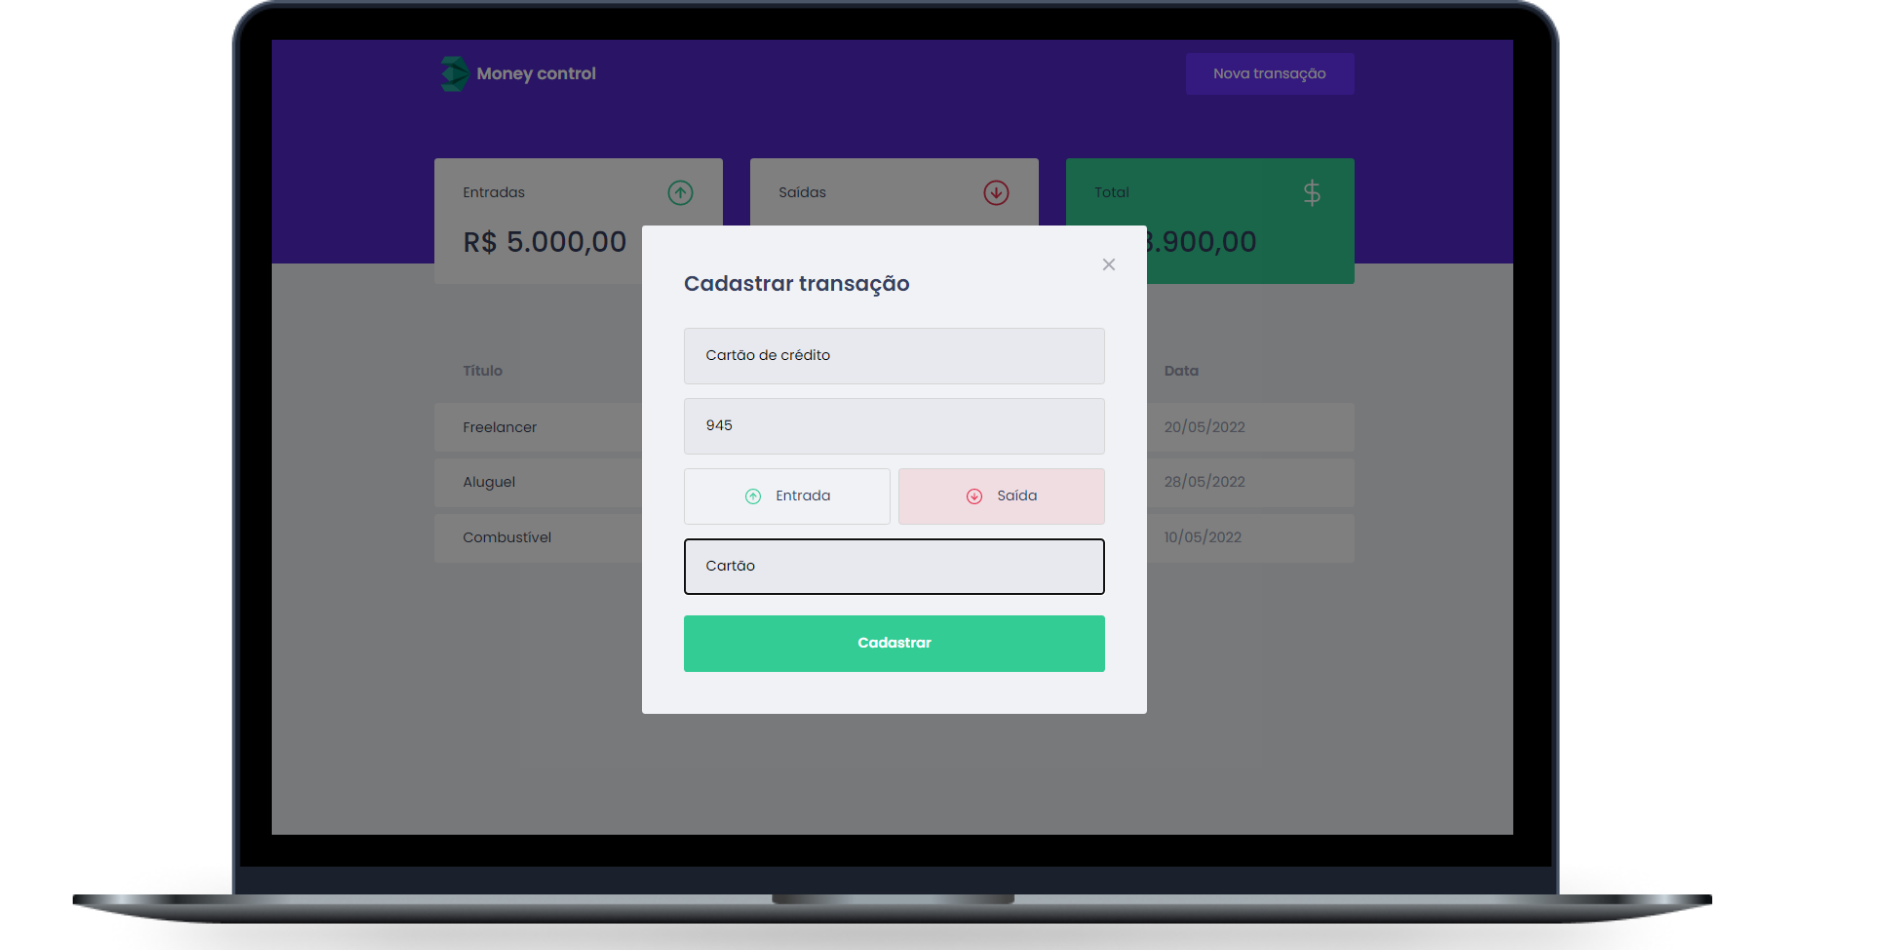 Money control
Nova transação
Entradas
Saídas
Total
R$ 5.000,00
.900,00
Cadastrar transação
Cartão de crédito
Título
Data
945
Freelancer
20/05/2022
Aluguel
28/05/2022
Entrada
Saída
Combustível
10/05/2022
Cartão
Cadastrar